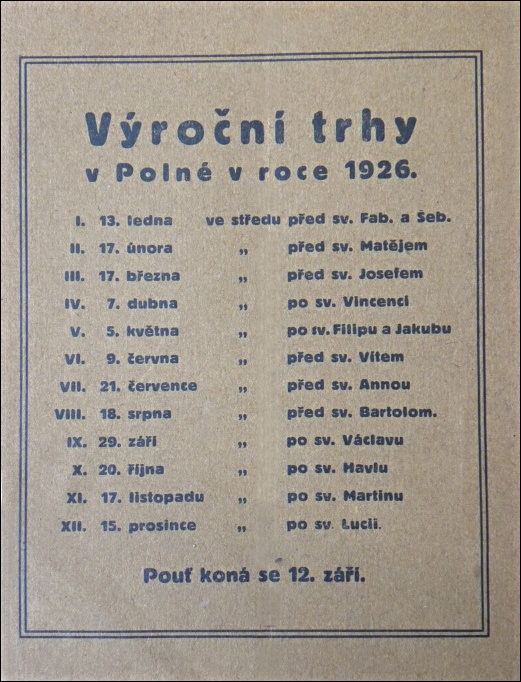 Výroční trhy
v Polné v roce 1926.
I. 13. ledna ve středu před sv. Fab. a Šeb.
II. 17. února „ před sv. Matějem
III. 17. března „ před sv. Josefem
IV. 7. dubna „ po sv. Vincenci
V. 5. května „ po sv. Filipu a Jakubu
VI. 9. června „ před sv. Vítem
VII. 21. července „ před sv. Annou
VIII. 18. srpna „ před sv. Bartolom.
IX. 29. září „ po sv. Václavu
X. 20. října „ po sv. Havlu
XI. 17. listopadu „ po sv. Martinu
XII. 15. prosince „ po sv. Lucii.
Pouť koná se 12. září.